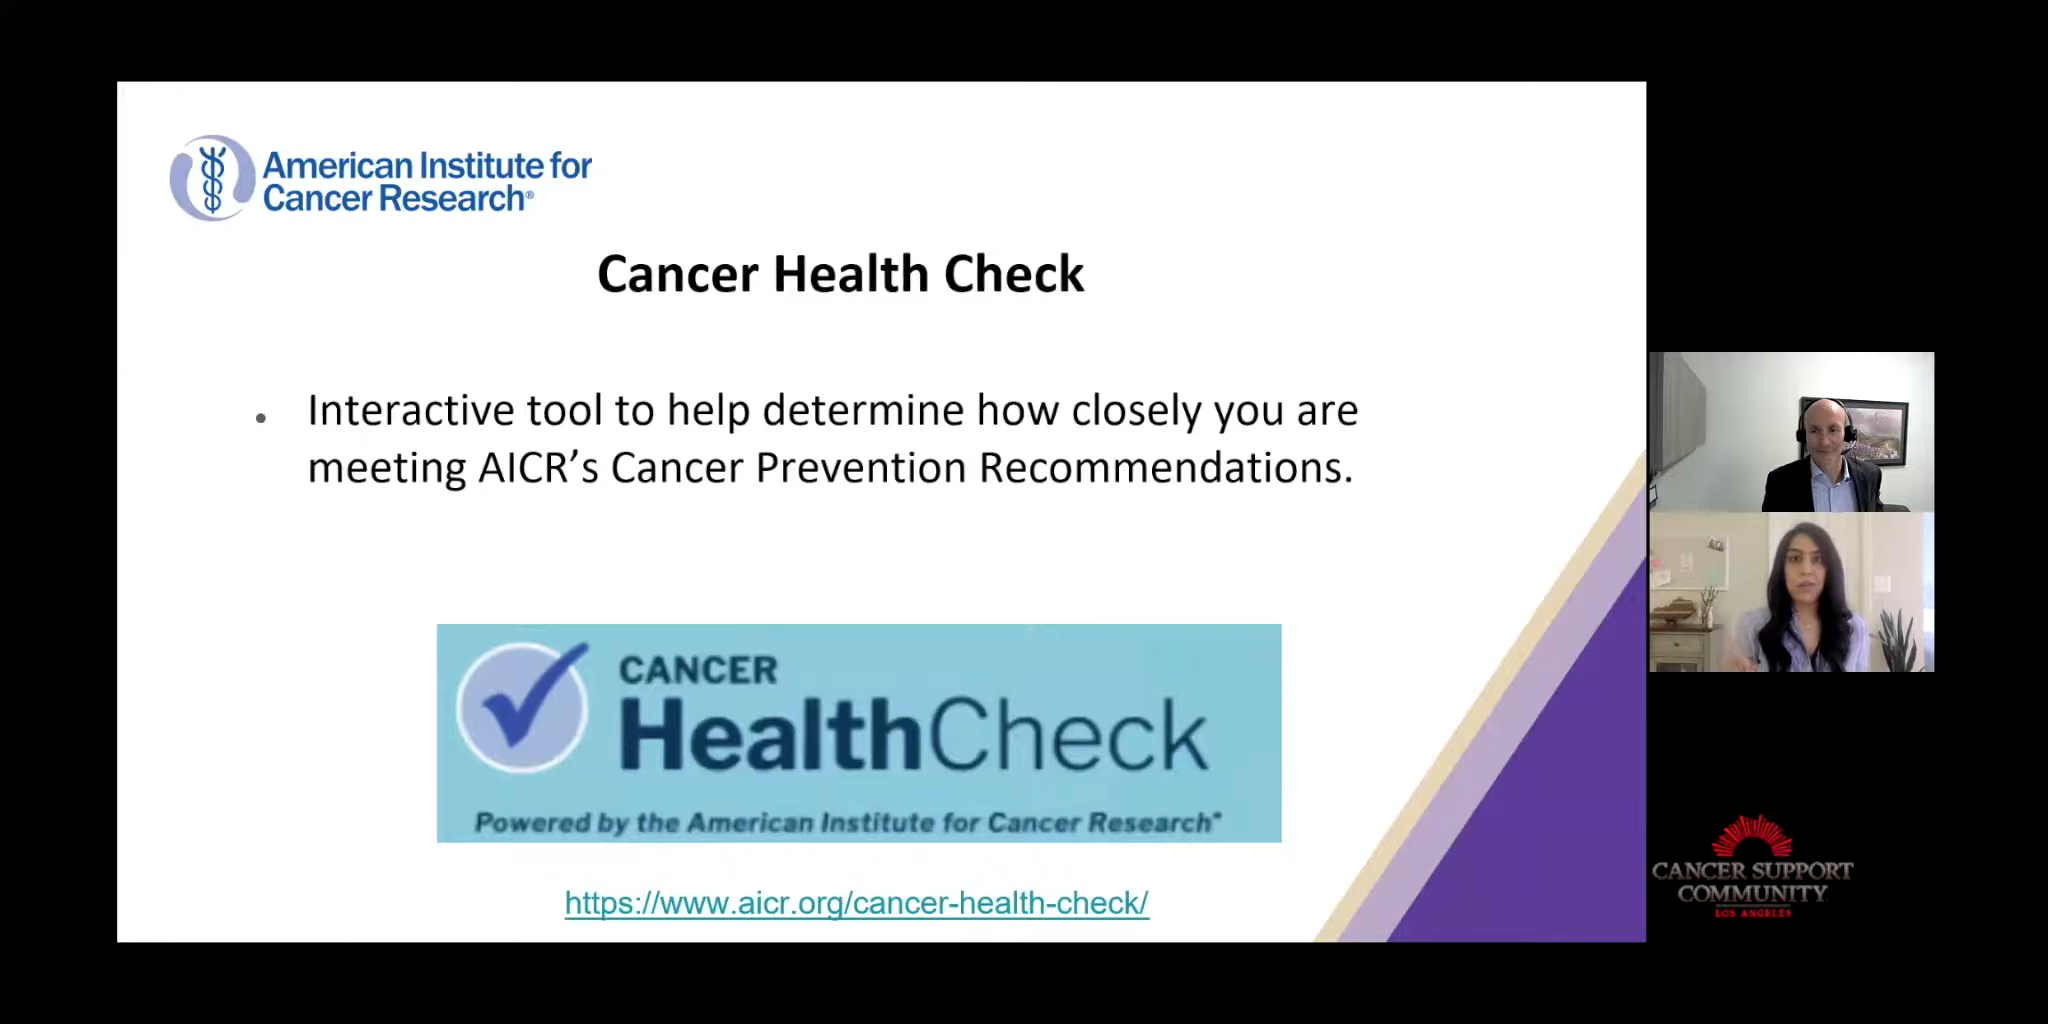 American Institute for
Cancer Research®
Cancer Health Check
• Interactive tool to help determine how closely you are
meeting AICR’s Cancer Prevention Recommendations.
CANCER
HealthCheck
Powered by the American Institute for Cancer Research®
https://www.aicr.org/cancer-health-check/
CANCER SUPPORT
COMMUNITY
LOS ANGELES